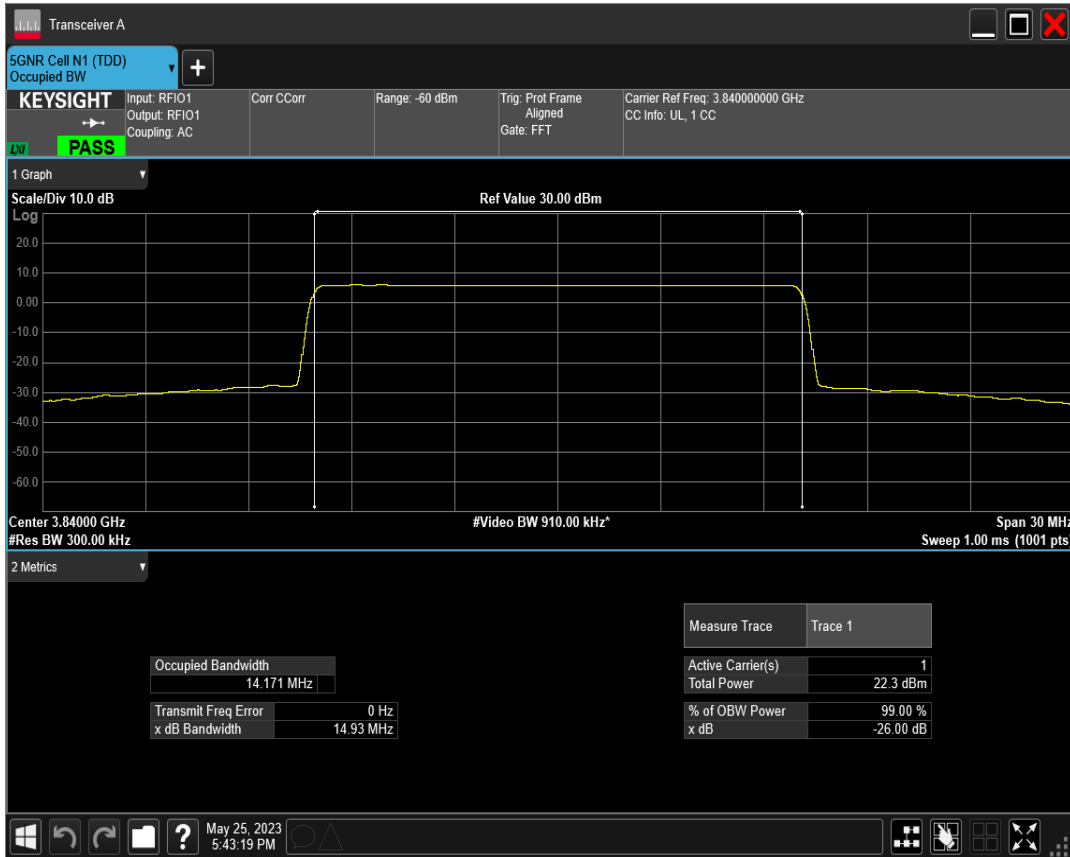 Transceiver A
5GNR Cell N1 (TDD)
Occupied BW
+
KEYSIGHT
LXI
PASS
Input: RFIO1
Output: RFIO1
Coupling: AC
Corr CCorr
Range: -60 dBm
Trig: Prot Frame
Aligned
Gate: FFT
Carrier Ref Freq: 3.840000000 GHz
CC Info: UL, 1 CC
1 Graph
Scale/Div 10.0 dB
Ref Value 30.00 dBm
Log
20.0
10.0
0.00
-10.0
-20.0
-30.0
-40.0
-50.0
-60.0
Center 3.84000 GHz
#Video BW 910.00 kHz*
Span 30 MHz
#Res BW 300.00 kHz
Sweep 1.00 ms (1001 pts)
2 Metrics
Measure Trace Trace 1
Occupied Bandwidth
14.171 MHz
Active Carrier(s) 1
Total Power 22.3 dBm
Transmit Freq Error 0 Hz
x dB Bandwidth 14.93 MHz
% of OBW Power 99.00 %
x dB -26.00 dB
?
May 25, 2023
5:43:19 PM